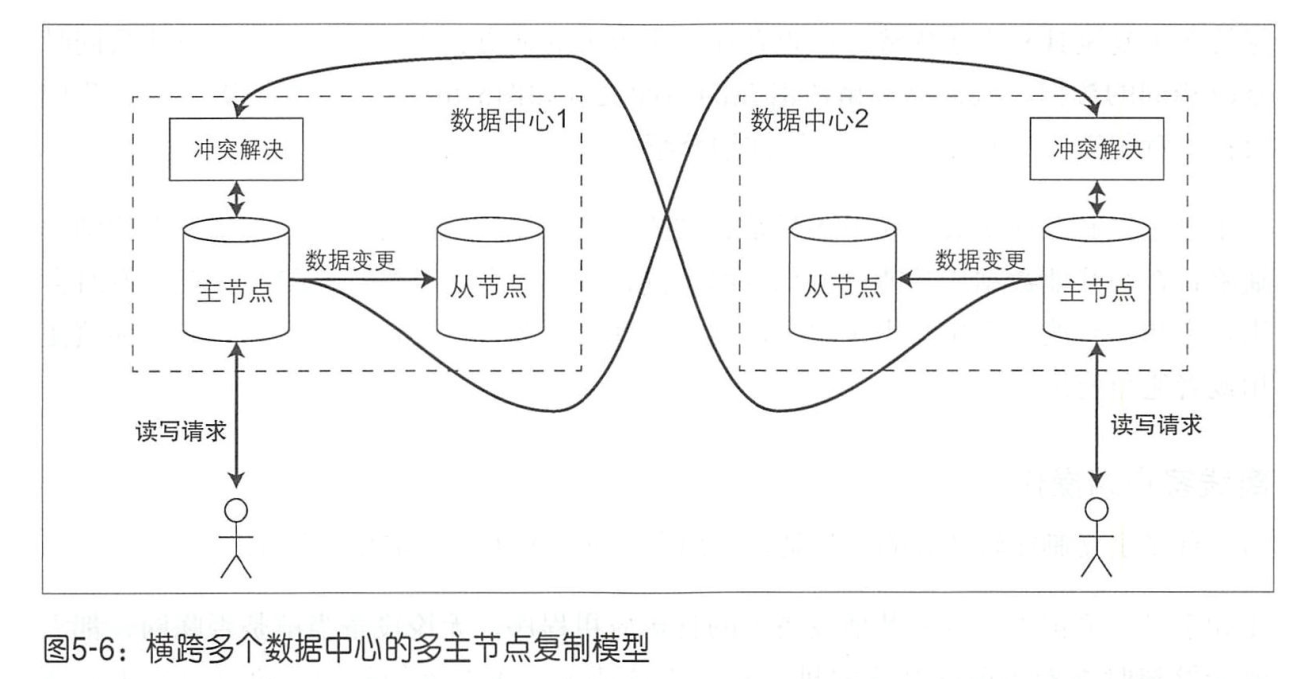 数据中心1
数据中心2
冲突解决
冲突解决
数据变更
数据变更
主节点
从节点
从节点
主节点
读写请求
读写请求
图5-6：横跨多个数据中心的多主节点复制模型